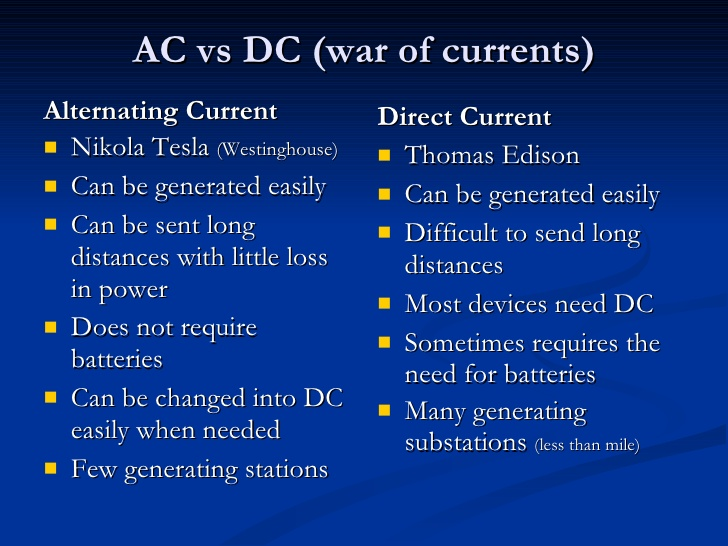 AC vs DC (war of currents)
Alternating Current
Nikola Tesla (Westinghouse)
Can be generated easily
Can be sent long
distances with little loss
in power
Does not require
batteries
Can be changed into DC
easily when needed
Few generating stations
Direct Current
Thomas Edison
Can be generated easily
Difficult to send long
distances
Most devices need DC
Sometimes requires the
need for batteries
Many generating
substations (less than mile)